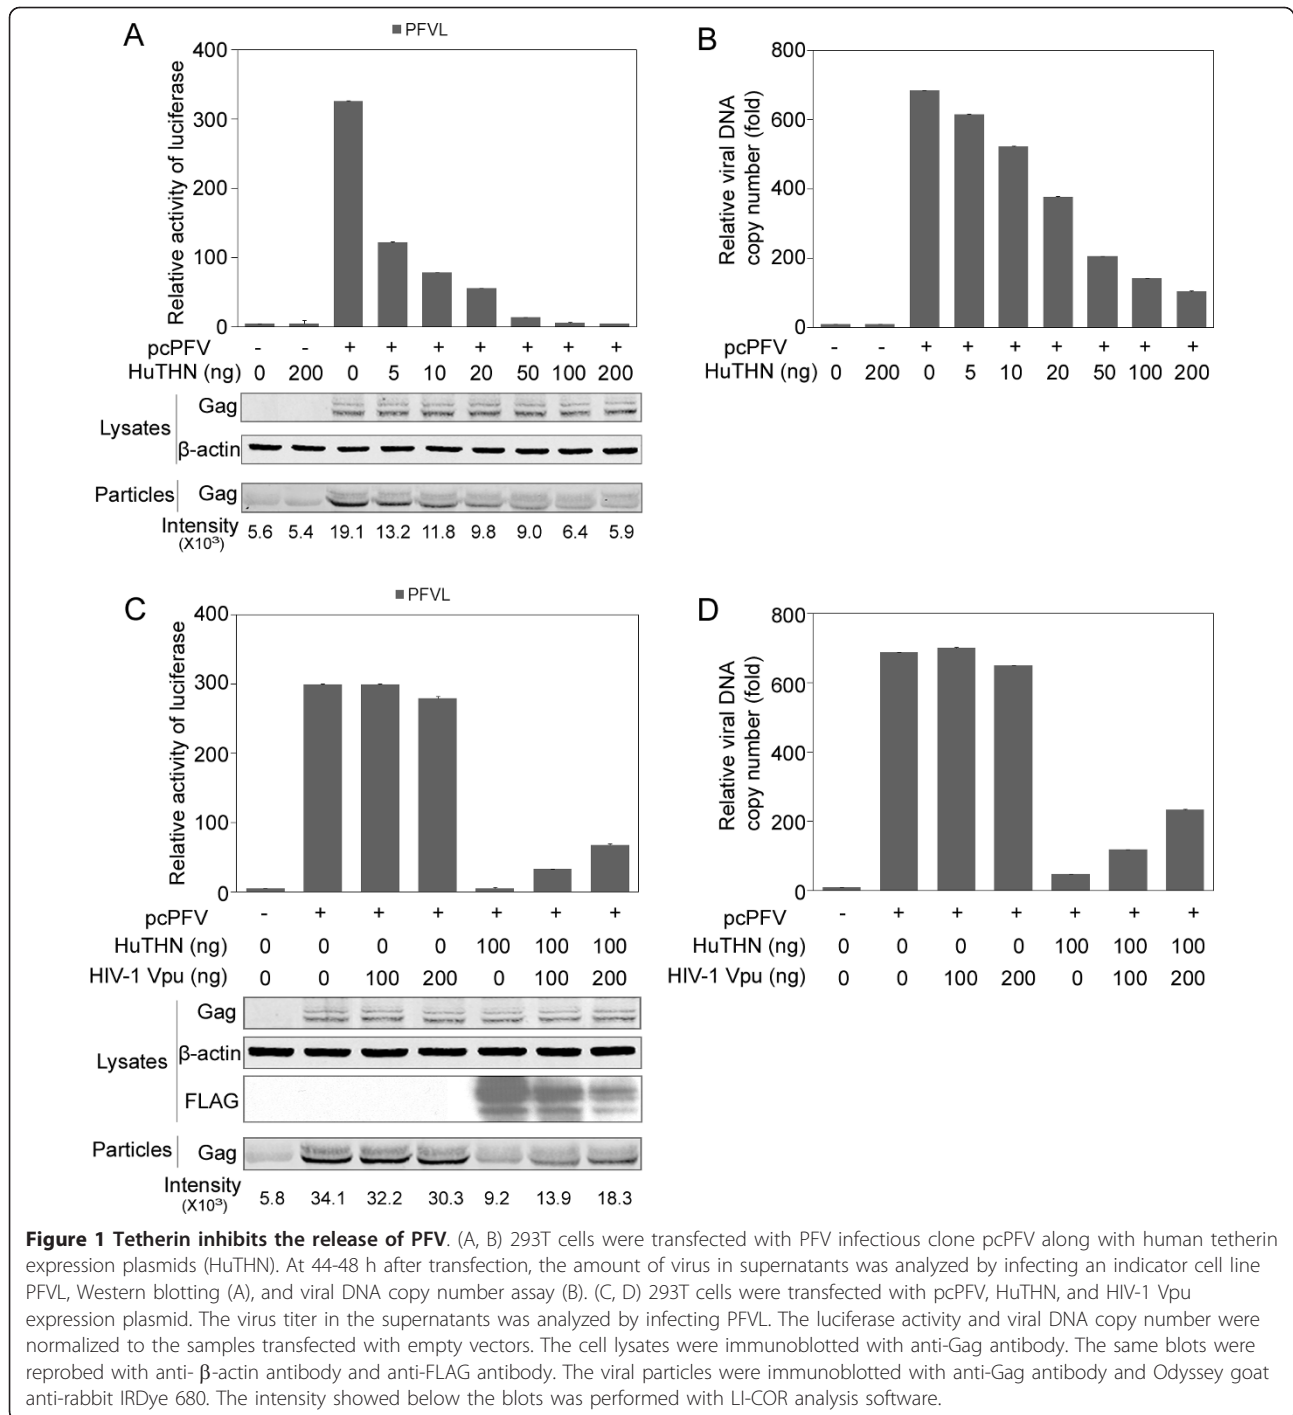 A
PFVL
Relative activity of luciferase
400
300
200
100
0
pcPFV - - + + + + + + +
HuTHN (ng) 0 200 0 5 10 20 50 100 200
Lysates
Gag
β-actin
Particles Gag
Intensity 5.6 5.4 19.1 13.2 11.8 9.8 9.0 6.4 5.9
(X10³)
B
Relative viral DNA
copy number (fold)
800
600
400
200
0
pcPFV - - + + + + + + +
HuTHN (ng) 0 200 0 5 10 20 50 100 200
C
PFVL
Relative activity of luciferase
400
300
200
100
0
pcPFV - + + + + + +
HuTHN (ng) 0 0 0 0 100 100 100
HIV-1 Vpu (ng) 0 0 100 200 0 100 200
Lysates
Gag
β-actin
FLAG
Particles Gag
Intensity 5.8 34.1 32.2 30.3 9.2 13.9 18.3
(X10³)
D
Relative viral DNA
copy number (fold)
800
600
400
200
0
pcPFV - + + + + + +
HuTHN (ng) 0 0 0 0 100 100 100
HIV-1 Vpu (ng) 0 0 100 200 0 100 200
Figure 1 Tetherin inhibits the release of PFV. (A, B) 293T cells were transfected with PFV infectious clone pcPFV along with human tetherin
expression plasmids (HuTHN). At 44-48 h after transfection, the amount of virus in supernatants was analyzed by infecting an indicator cell line
PFVL, Western blotting (A), and viral DNA copy number assay (B). (C, D) 293T cells were transfected with pcPFV, HuTHN, and HIV-1 Vpu
expression plasmid. The virus titer in the supernatants was analyzed by infecting PFVL. The luciferase activity and viral DNA copy number were
normalized to the samples transfected with empty vectors. The cell lysates were immunoblotted with anti-Gag antibody. The same blots were
reprobed with anti- β-actin antibody and anti-FLAG antibody. The viral particles were immunoblotted with anti-Gag antibody and Odyssey goat
anti-rabbit IRDye 680. The intensity showed below the blots was performed with LI-COR analysis software.